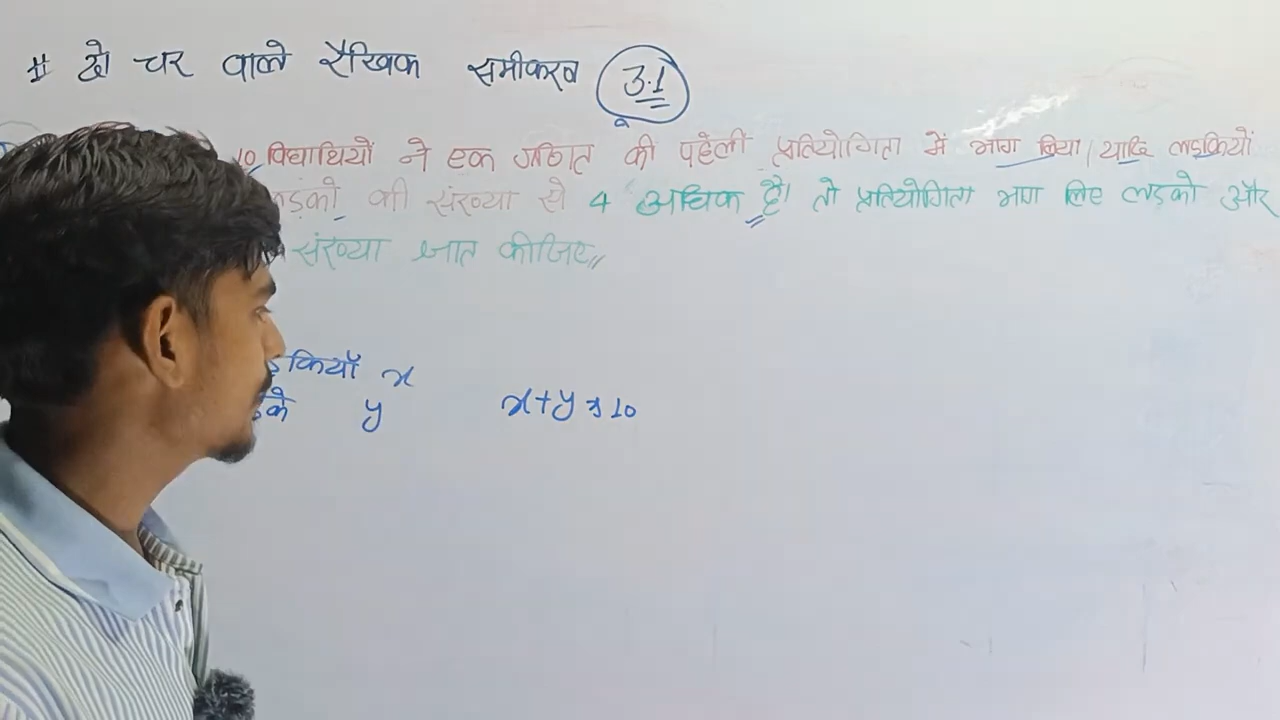 # दो चर वाले रैखिक समीकरण 3.1
10 विद्यार्थियों ने एक गणित की पहेली प्रतियोगिता में भाग लिया। यदि लड़कियों
लड़को की संख्या से 4 अधिक है। तो प्रतियोगिता भाग लिए लड़को और
संख्या ज्ञात कीजिए।।
x
y x+y=10